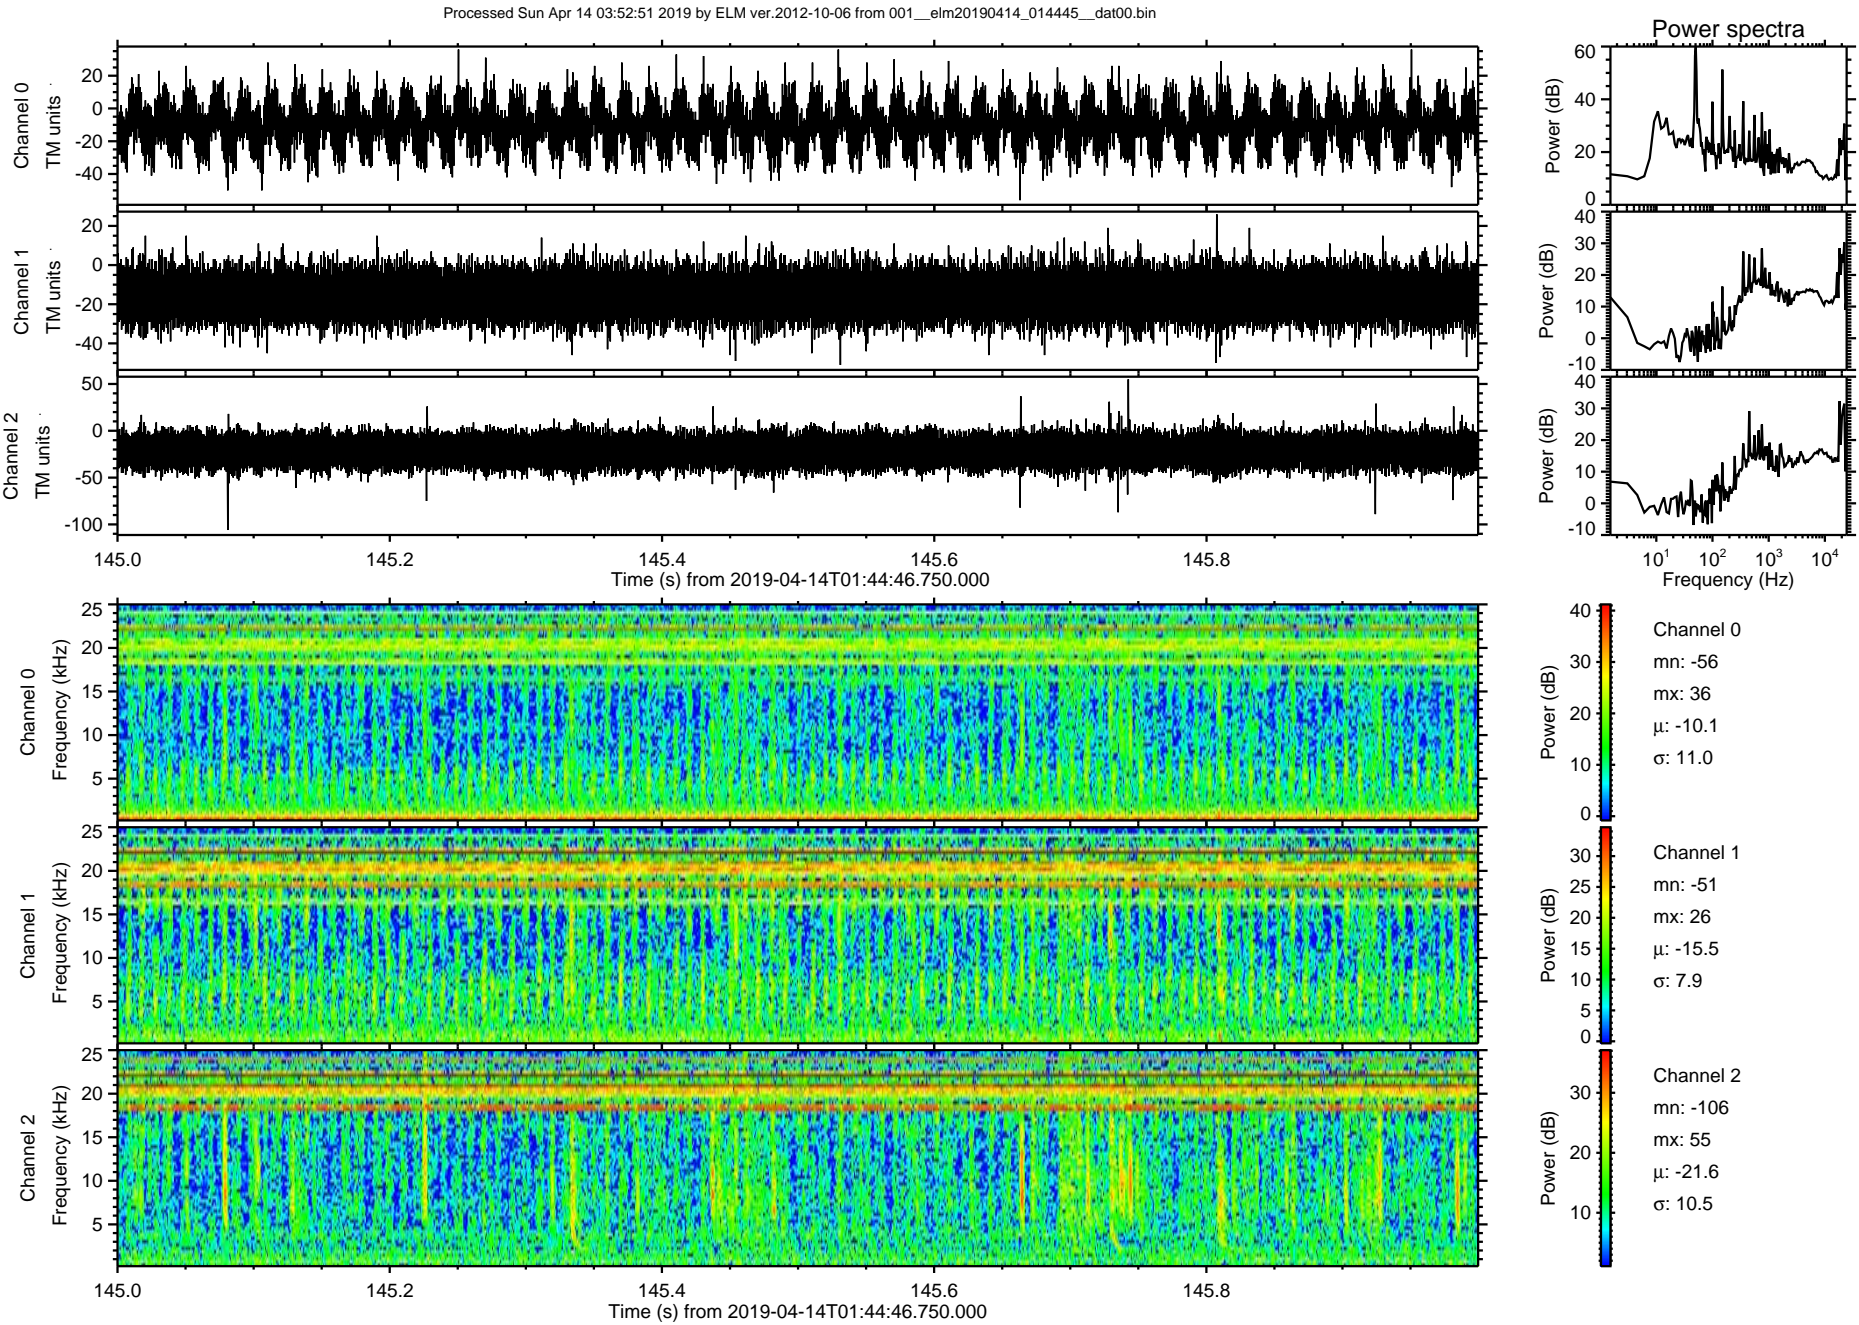 Processed Sun Apr 14 03:52:51 2019 by ELM ver.2012-10-06 from 001__elm20190414_014445__dat00.bin
Power spectra
Channel 0
TM units
20
0
-20
-40
Power (dB)
60
40
20
0
Channel 1
TM units
20
0
-20
-40
Power (dB)
40
30
20
10
0
-10
Channel 2
TM units
50
0
-50
-100
Power (dB)
40
30
20
10
0
-10
145.0 145.2 145.4 145.6 145.8
Time (s) from 2019-04-14T01:44:46.750.000
10¹ 10² 10³ 10⁴
Frequency (Hz)
Channel 0
Frequency (kHz)
25
20
15
10
5
Power (dB)
40
30
20
10
0
Channel 0
mn: -56
mx: 36
μ: -10.1
σ: 11.0
Channel 1
Frequency (kHz)
25
20
15
10
5
Power (dB)
30
25
20
15
10
5
0
Channel 1
mn: -51
mx: 26
μ: -15.5
σ: 7.9
Channel 2
Frequency (kHz)
25
20
15
10
5
Power (dB)
30
20
10
Channel 2
mn: -106
mx: 55
μ: -21.6
σ: 10.5
145.0 145.2 145.4 145.6 145.8
Time (s) from 2019-04-14T01:44:46.750.000